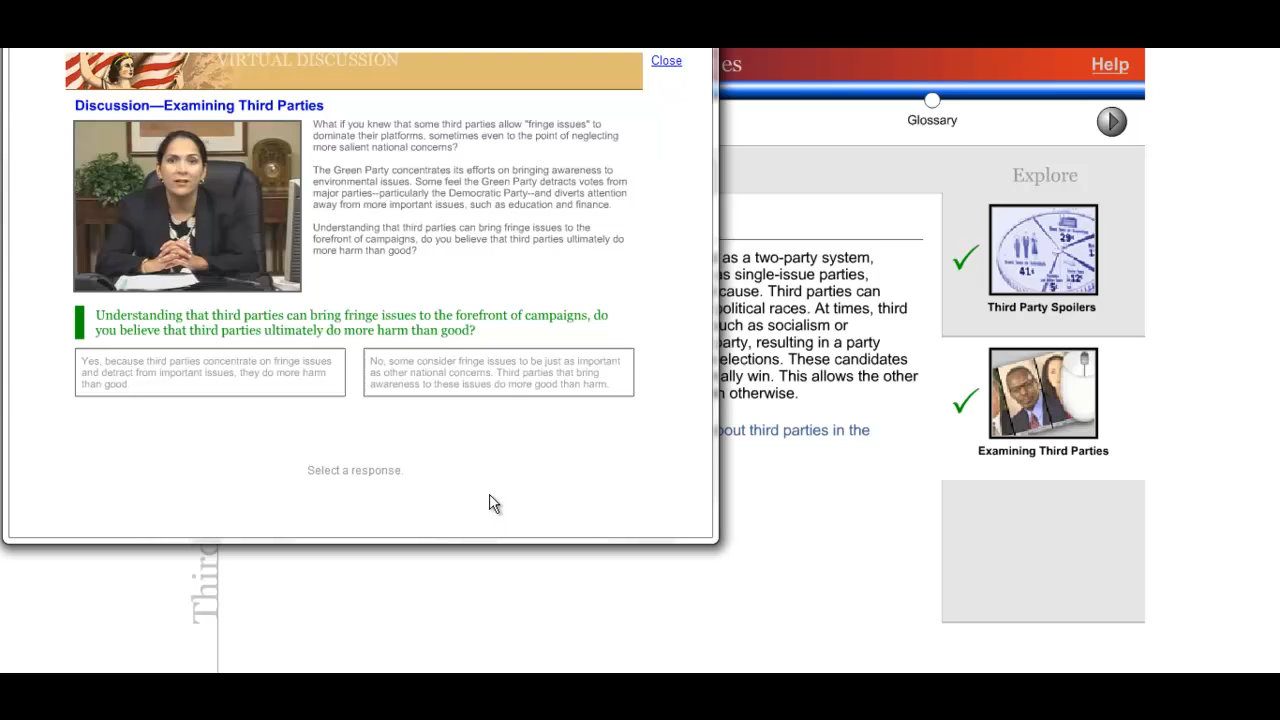 VIRTUAL DISCUSSION
Close
Discussion—Examining Third Parties
What if you knew that some third parties allow "fringe issues" to
dominate their platforms, sometimes even to the point of neglecting
more salient national concerns?
The Green Party concentrates its efforts on bringing awareness to
environmental issues. Some feel the Green Party detracts votes from
major parties--particularly the Democratic Party--and diverts attention
away from more important issues, such as education and finance.
Understanding that third parties can bring fringe issues to the
forefront of campaigns, do you believe that third parties ultimately do
more harm than good?
Understanding that third parties can bring fringe issues to the forefront of campaigns, do
you believe that third parties ultimately do more harm than good?
Yes, because third parties concentrate on fringe issues
and detract from important issues, they do more harm
than good.
No, some consider fringe issues to be just as important
as other national concerns. Third parties that bring
awareness to these issues do more good than harm.
Select a response.
es
Help
Glossary
as a two-party system,
as single-issue parties,
cause. Third parties can
political races. At times, third
uch as socialism or
party, resulting in a party
elections. These candidates
ally win. This allows the other
n otherwise.
bout third parties in the
Explore
29¢
41¢
12¢
5¢
Third Party Spoilers
Examining Third Parties
Third